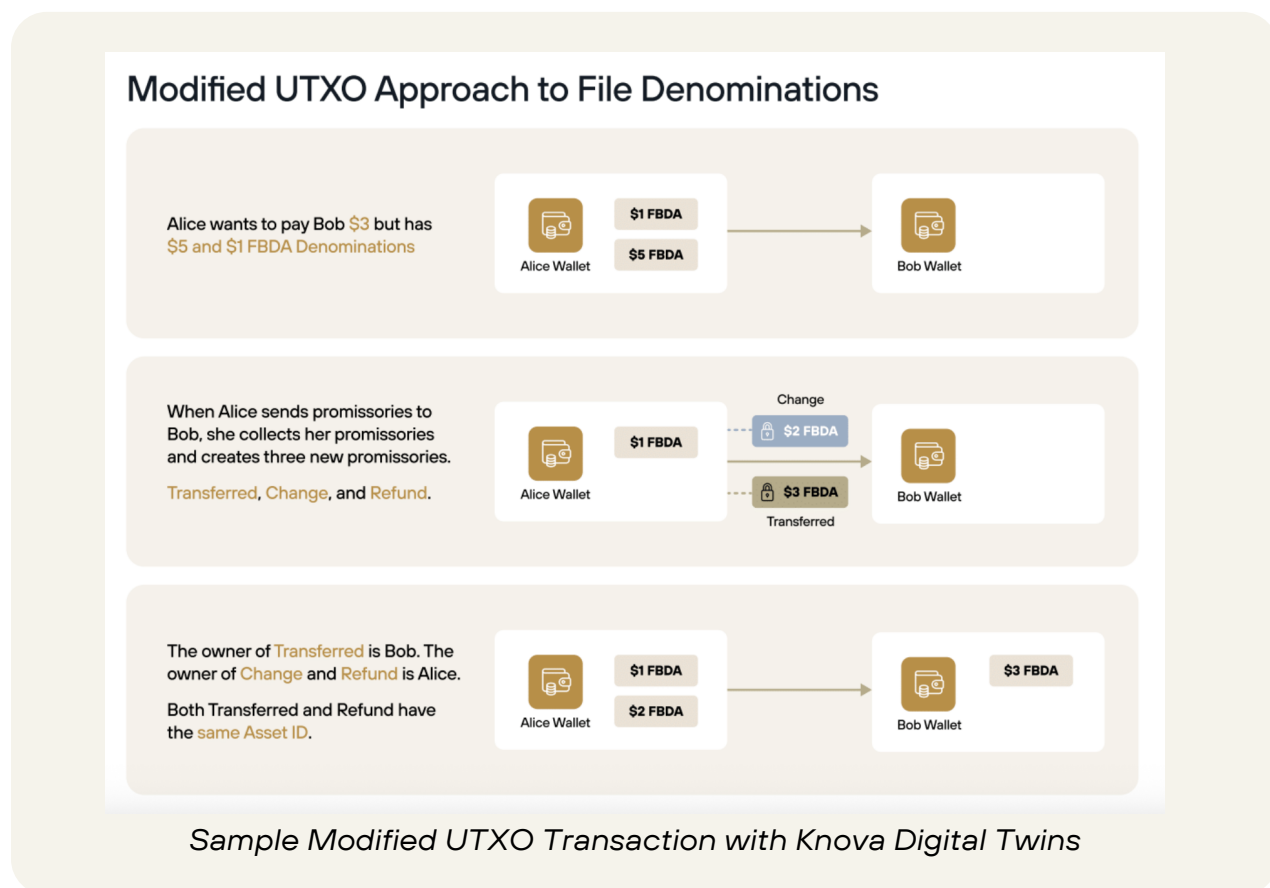 Modified UTXO Approach to File Denominations
Alice wants to pay Bob $3 but has
$5 and $1 FBDA Denominations
$1 FBDA
$5 FBDA
Alice Wallet
Bob Wallet
When Alice sends promissories to
Bob, she collects her promissories
and creates three new promissories.
Transferred, Change, and Refund.
$1 FBDA
Alice Wallet
Change
$2 FBDA
$3 FBDA
Transferred
Bob Wallet
The owner of Transferred is Bob. The
owner of Change and Refund is Alice.
Both Transferred and Refund have
the same Asset ID.
$1 FBDA
$2 FBDA
Alice Wallet
$3 FBDA
Bob Wallet
Sample Modified UTXO Transaction with Knova Digital Twins